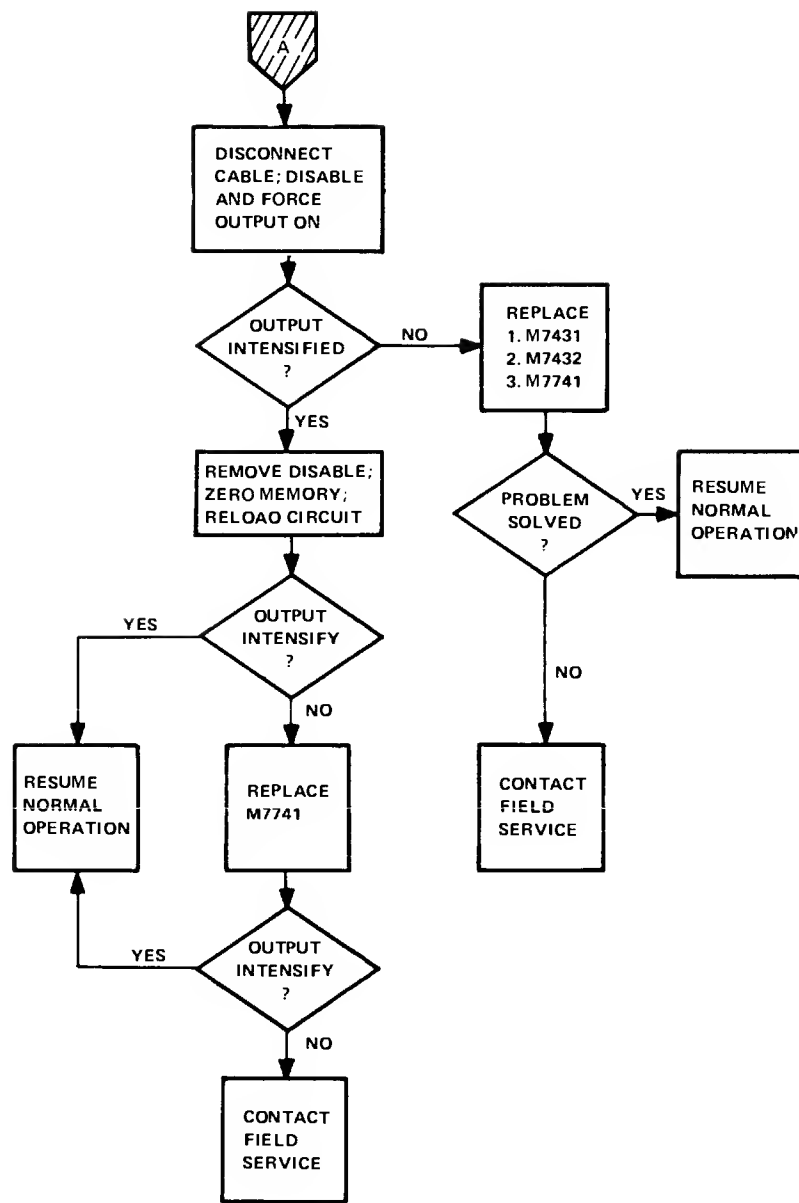 A
DISCONNECT
CABLE; DISABLE
AND FORCE
OUTPUT ON
OUTPUT
INTENSIFIED
?
NO
REPLACE
1. M7431
2. M7432
3. M7741
YES
REMOVE DISABLE;
ZERO MEMORY;
RELOAO CIRCUIT
PROBLEM
SOLVED
?
YES
RESUME
NORMAL
OPERATION
OUTPUT
INTENSIFY
?
YES
NO
NO
RESUME
NORMAL
OPERATION
REPLACE
M7741
CONTACT
FIELD
SERVICE
OUTPUT
INTENSIFY
?
YES
NO
CONTACT
FIELD
SERVICE